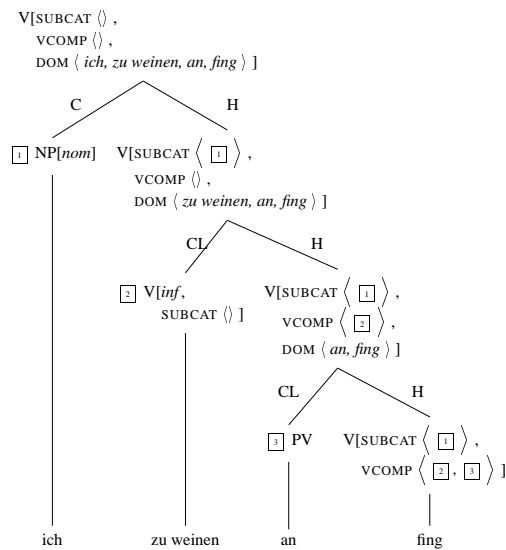 V[SUBCAT ⟨⟩ ,
VCOMP ⟨⟩ ,
DOM ⟨ ich, zu weinen, an, fing ⟩ ]
C H
1 NP[nom] V[SUBCAT ⟨ 1 ⟩ ,
VCOMP ⟨⟩ ,
DOM ⟨ zu weinen, an, fing ⟩ ]
CL H
2 V[inf, V[SUBCAT ⟨ 1 ⟩ ,
SUBCAT ⟨⟩ ] VCOMP ⟨ 2 ⟩ ,
DOM ⟨ an, fing ⟩ ]
CL H
3 PV V[SUBCAT ⟨ 1 ⟩ ,
VCOMP ⟨ 2 , 3 ⟩ ]
ich zu weinen an fing